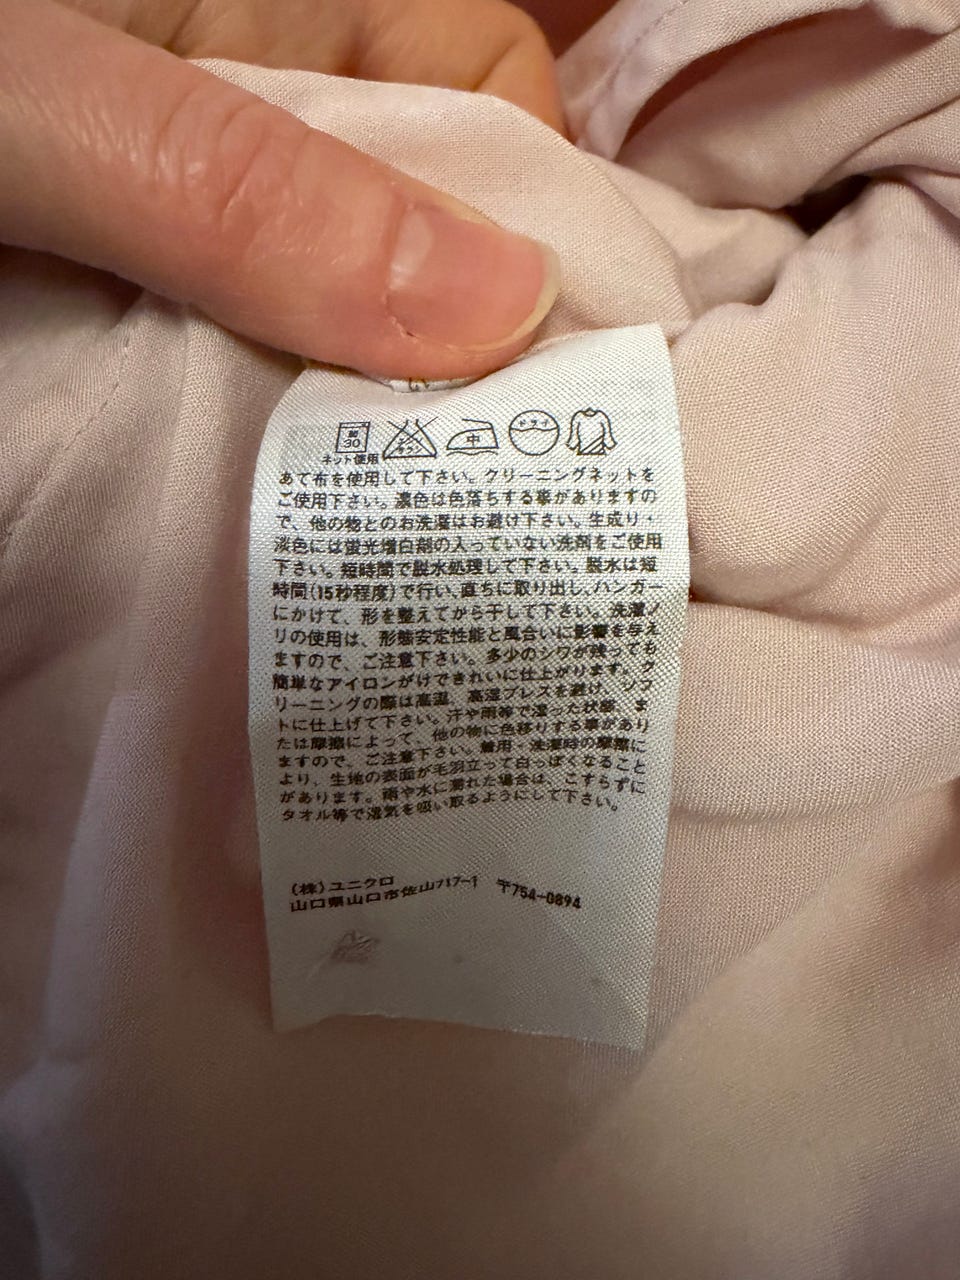 弱
30
エンソ
サラシ
中
ドライ
ネット使用
あて布を使用して下さい。クリーニングネットを
ご使用下さい。濃色は色落ちする事がありますの
で、他の物とのお洗濯はお避け下さい。生成り・
淡色には蛍光増白剤の入っていない洗剤をご使用
下さい。短時間で脱水処理して下さい。脱水は短
時間(15秒程度)で行い、直ちに取り出し、ハンガー
にかけて、形を整えてから干して下さい。洗濯ノ
リの使用は、形態安定性能と風合いに影響を与え
ますので、ご注意下さい。多少のシワが残っても
簡単なアイロンがけできれいに仕上がります。ク
リーニングの際は高温、高湿プレスを避け、ソフ
トに仕上げて下さい。汗や雨等で湿った状態、ま
たは摩擦によって、他の物に色移りする事があり
ますので、ご注意下さい。着用・洗濯時の摩擦に
より、生地の表面が毛羽立って白っぽくなること
があります。雨や水に濡れた場合は、こすらずに
タオル等で湿気を吸い取るようにして下さい。
(株)ユニクロ
山口県山口市佐山717-1 〒754-0894